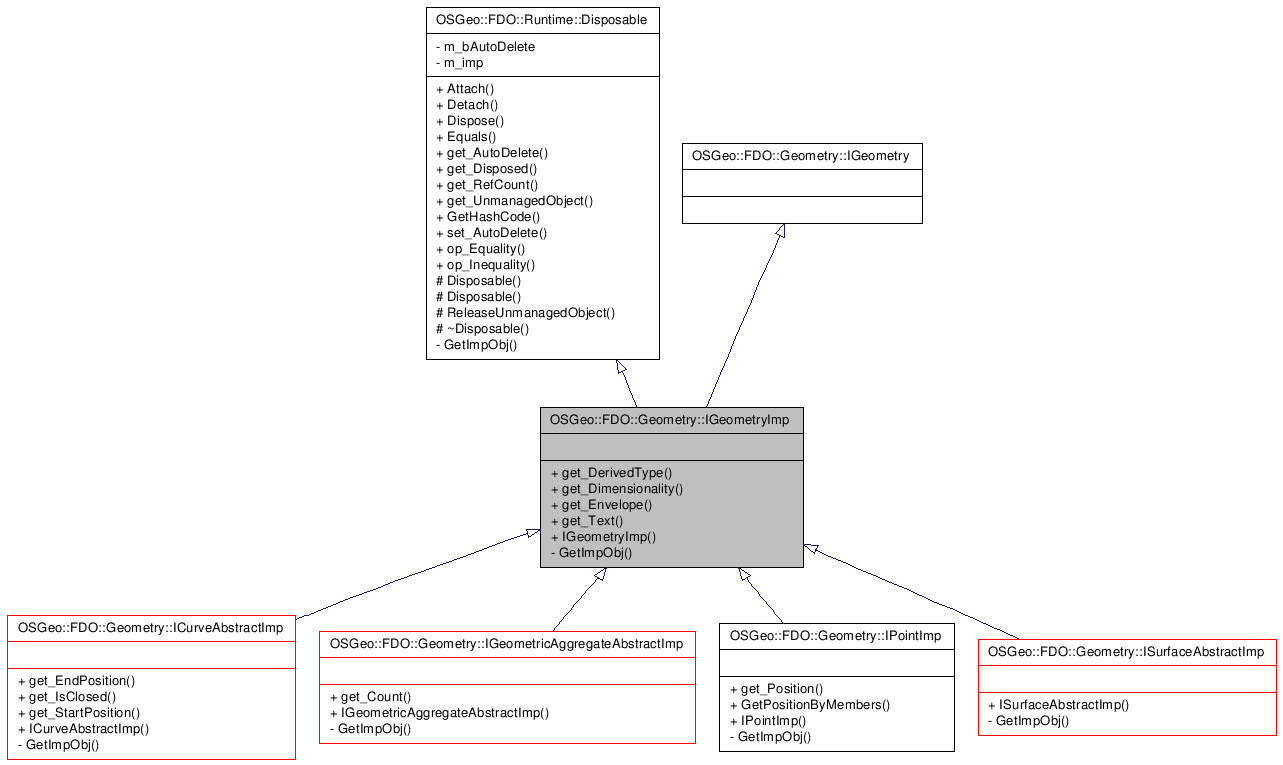 OSGeo::FDO::Runtime::Disposable
- m_bAutoDelete
- m_imp
+ Attach()
+ Detach()
+ Dispose()
+ Equals()
+ get_AutoDelete()
+ get_Disposed()
+ get_RefCount()
+ get_UnmanagedObject()
+ GetHashCode()
+ set_AutoDelete()
+ op_Equality()
+ op_Inequality()
# Disposable()
# Disposable()
# ReleaseUnmanagedObject()
# ~Disposable()
- GetImpObj()
OSGeo::FDO::Geometry::IGeometry
OSGeo::FDO::Geometry::IGeometryImp
+ get_DerivedType()
+ get_Dimensionality()
+ get_Envelope()
+ get_Text()
+ IGeometryImp()
- GetImpObj()
OSGeo::FDO::Geometry::ICurveAbstractImp
+ get_EndPosition()
+ get_IsClosed()
+ get_StartPosition()
+ ICurveAbstractImp()
- GetImpObj()
OSGeo::FDO::Geometry::IGeometricAggregateAbstractImp
+ get_Count()
+ IGeometricAggregateAbstractImp()
- GetImpObj()
OSGeo::FDO::Geometry::IPointImp
+ get_Position()
+ GetPositionByMembers()
+ IPointImp()
- GetImpObj()
OSGeo::FDO::Geometry::ISurfaceAbstractImp
+ ISurfaceAbstractImp()
- GetImpObj()